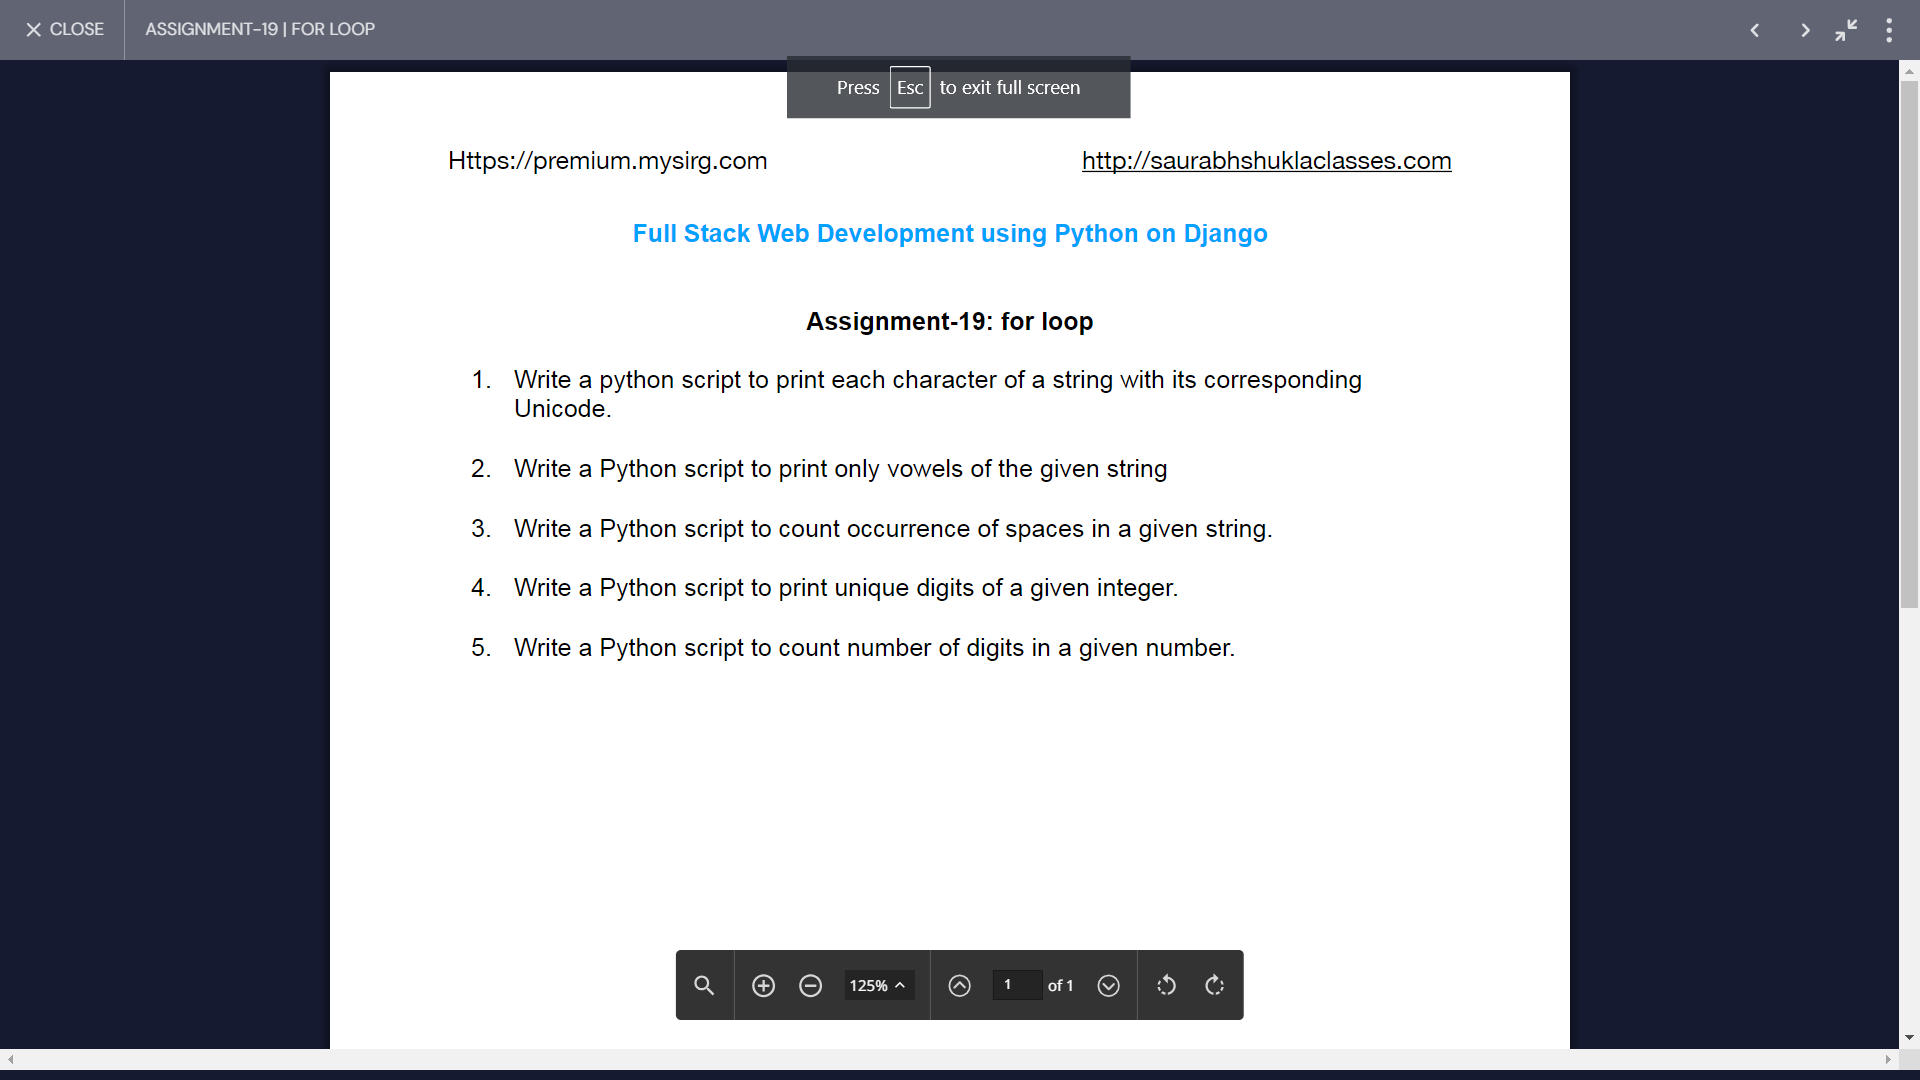 CLOSE
ASSIGNMENT-19 | FOR LOOP
Press Esc to exit full screen
Https://premium.mysirg.com
http://saurabhshuklaclasses.com
Full Stack Web Development using Python on Django
Assignment-19: for loop
1. Write a python script to print each character of a string with its corresponding
Unicode.
2. Write a Python script to print only vowels of the given string
3. Write a Python script to count occurrence of spaces in a given string.
4. Write a Python script to print unique digits of a given integer.
5. Write a Python script to count number of digits in a given number.
125%
1 of 1